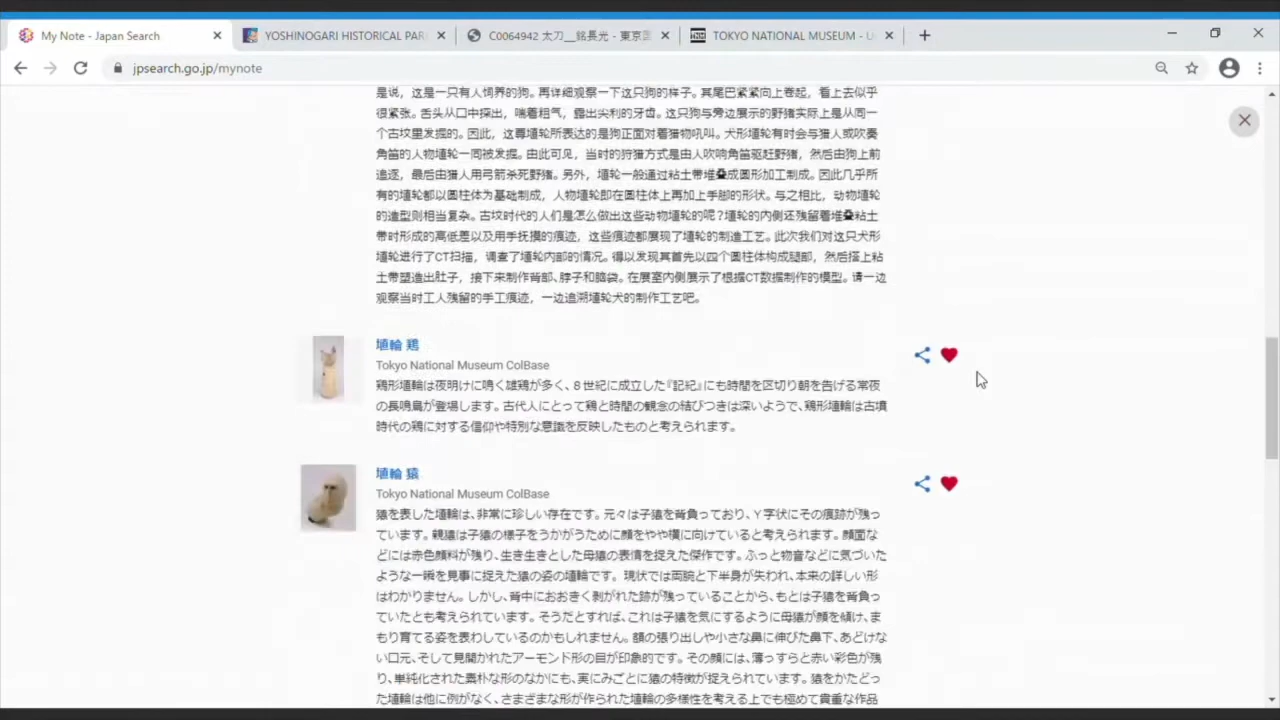 My Note - Japan Search
YOSHINOGARI HISTORICAL PAR
C0064942 太刀__銘長光 - 東京国
TOKYO NATIONAL MUSEUM - U
jpsearch.go.jp/mynote
是说，这是一只有人饲养的狗。再详细观察一下这只狗的样子。其尾巴紧紧向上卷起，看上去似乎
很紧张。舌头从口中探出，喘着粗气，露出尖利的牙齿。这只狗与旁边展示的野猪实际上是从同一
个古坟里发掘的。因此，这尊埴轮所表达的是狗正面对着猎物吼叫。犬形埴轮有时会与猎人或吹奏
角笛的人物埴轮一同被发掘。由此可见，当时的狩猎方式是由人吹响角笛驱赶野猪，然后由狗上前
追逐，最后由猎人用弓箭杀死野猪。另外，埴轮一般通过粘土带堆叠成圆形加工制成。因此几乎所
有的埴轮都以圆柱体为基础制成，人物埴轮即在圆柱体上再加上手脚的形状。与之相比，动物埴轮
的造型则相当复杂。古坟时代的人们是怎么做出这些动物埴轮的呢？埴轮的内侧还残留着堆叠粘土
带时形成的高低差以及用手抚摸的痕迹，这些痕迹都展现了埴轮的制造工艺。此次我们对这只犬形
埴轮进行了CT扫描，调查了埴轮内部的情况。得以发现其首先以四个圆柱体构成腿部，然后搭上粘
土带塑造出肚子，接下来制作背部、脖子和脑袋。在展室内侧展示了根据CT数据制作的模型。请一边
观察当时工人残留的手工痕迹，一边追溯埴轮犬的制作工艺吧。
埴輪 鶏
Tokyo National Museum ColBase
鶏形埴輪は夜明けに鳴く雄鶏が多く、８世紀に成立した『記紀』にも時間を区切り朝を告げる常夜
の長鳴鳥が登場します。古代人にとって鶏と時間の観念の結びつきは深いようで、鶏形埴輪は古墳
時代の鶏に対する信仰や特別な意識を反映したものと考えられます。
埴輪 猿
Tokyo National Museum ColBase
猿を表した埴輪は、非常に珍しい存在です。元々は子猿を背負っており、Ｙ字状にその痕跡が残っ
ています。親猿は子猿の様子をうかがうために顔をやや横に向けていると考えられます。顔面な
どには赤色顔料が残り、生き生きとした母猿の表情を捉えた傑作です。ふっと物音などに気づいた
ような一瞬を見事に捉えた猿の姿の埴輪です。 現状では両腕と下半身が失われ、本来の詳しい形
はわかりません。しかし、背中におおきく剥がれた跡が残っていることから、もとは子猿を背負っ
ていたとも考えられています。そうだとすれば、これは子猿を気にするように母猿が顔を傾け、ま
もり育てる姿を表わしているのかもしれません。額の張り出しや小さな鼻に伸びた鼻下、あどけな
い口元、そして見開かれたアーモンド形の目が印象的です。その顔には、薄っすらと赤い彩色が残
り、単純化された素朴な形のなかにも、実にみごとに猿の特徴が捉えられています。猿をかたどっ
た埴輪は他に例がなく、さまざまな形が作られた埴輪の多様性を考える上でも極めて貴重な作品